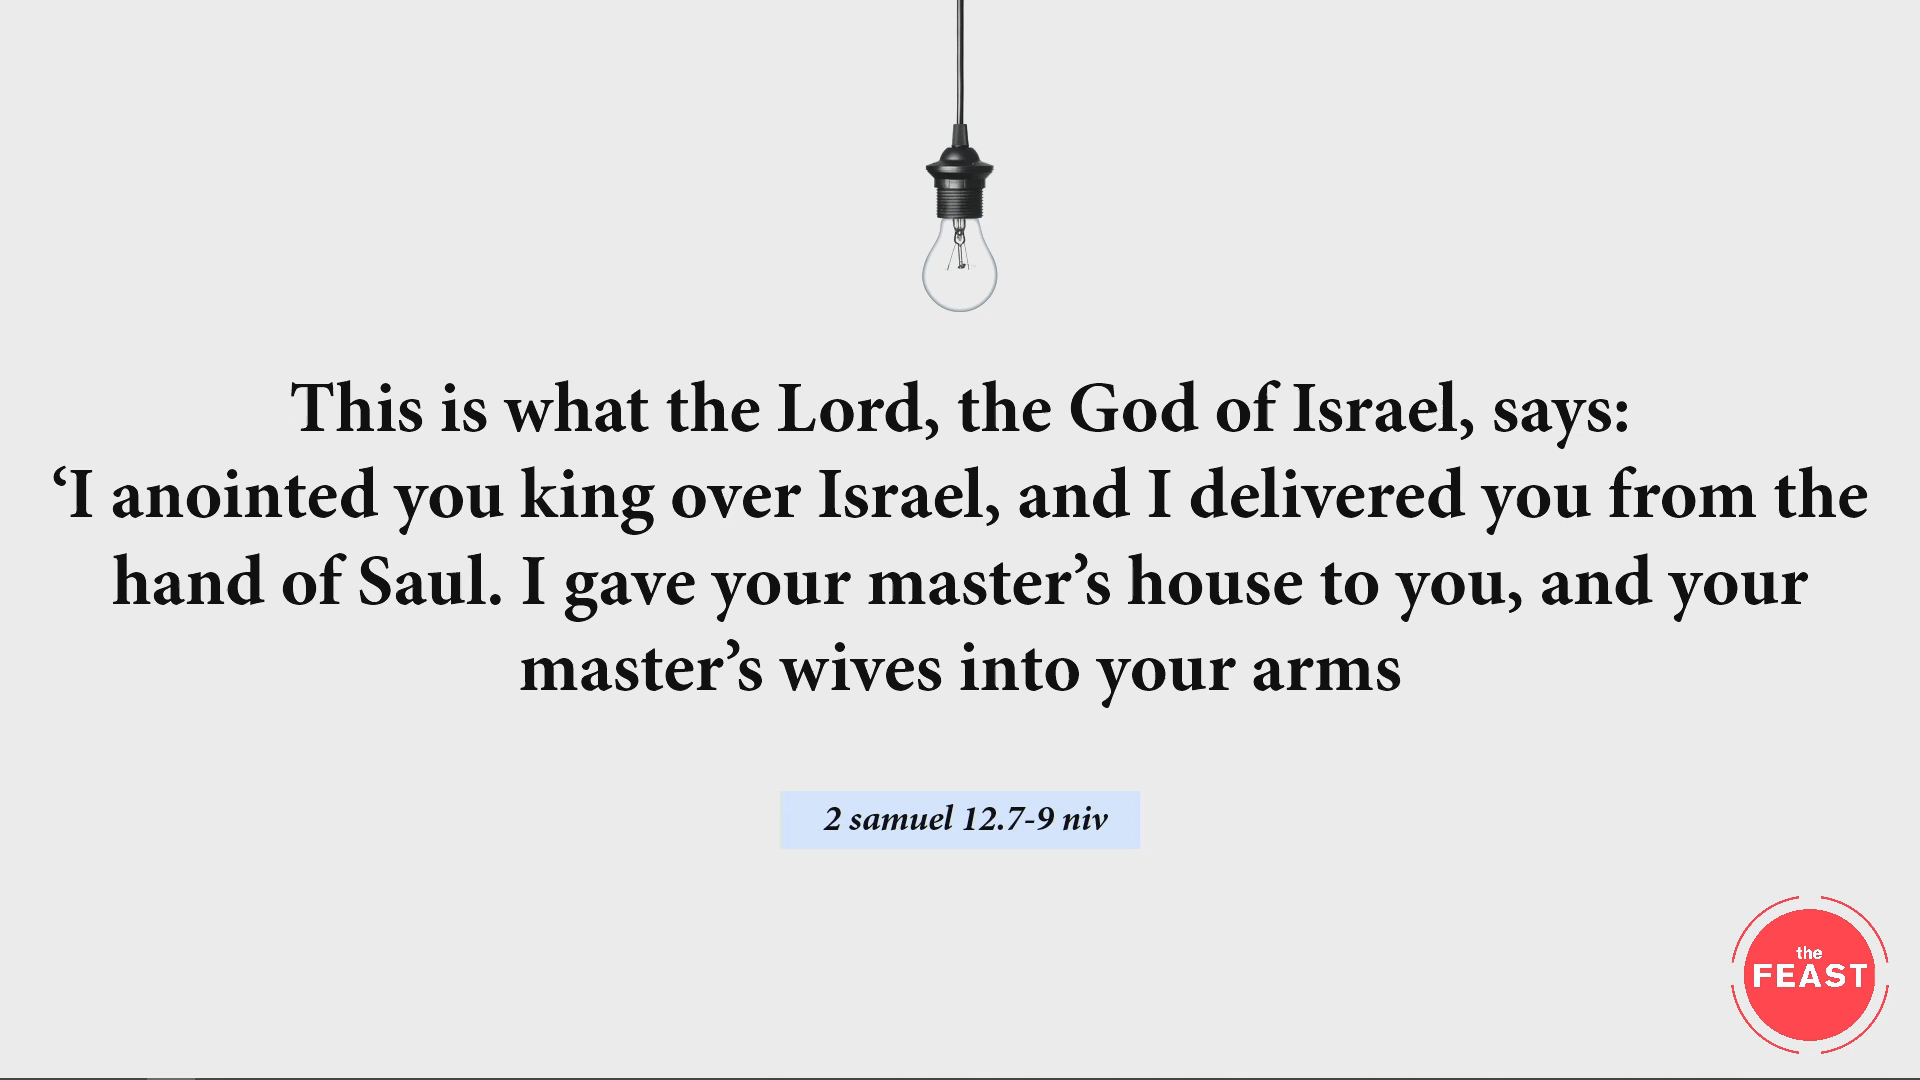 This is what the Lord, the God of Israel, says:
‘I anointed you king over Israel, and I delivered you from the
hand of Saul. I gave your master’s house to you, and your
master’s wives into your arms
2 samuel 12.7-9 niv
the
FEAST